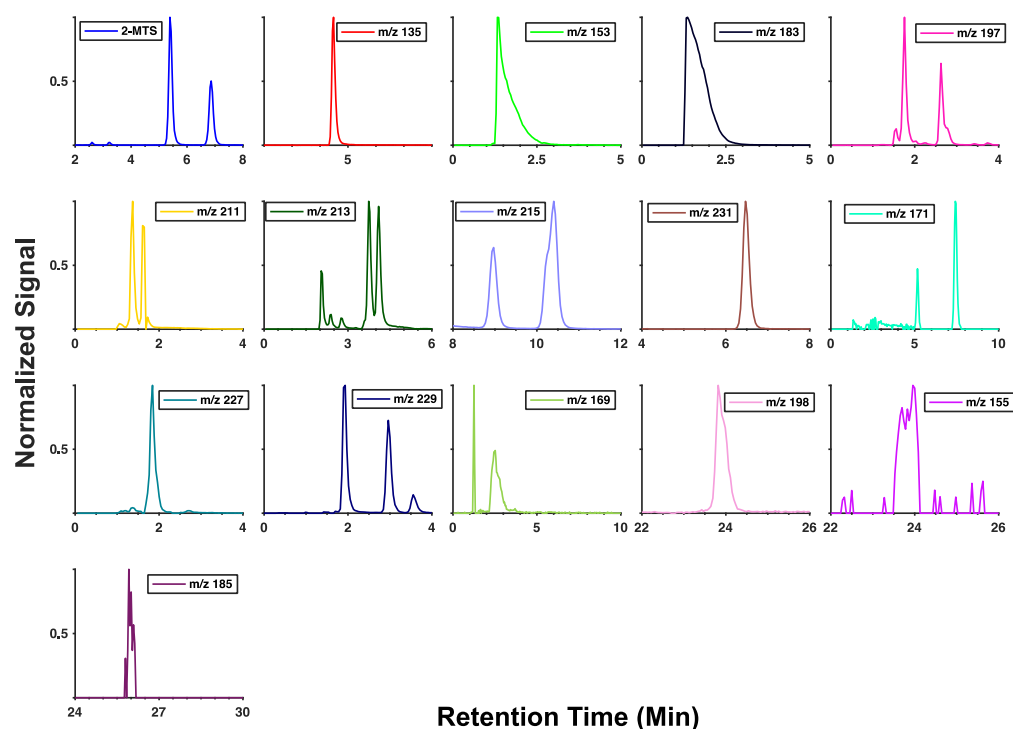 2-MTS
m/z 135
m/z 153
m/z 183
m/z 197
0.5
2 4 6 8
5
0 2.5 5
0 2.5 5
0 2 4
m/z 211
m/z 213
m/z 215
m/z 231
m/z 171
0.5
0 2 4
0 3 6
8 10 12
4 6 8
0 5 10
m/z 227
m/z 229
m/z 169
m/z 198
m/z 155
0.5
0 2 4
0 2 4
0 5 10
22 24 26
22 24 26
m/z 185
0.5
24 27 30
Normalized Signal
Retention Time (Min)